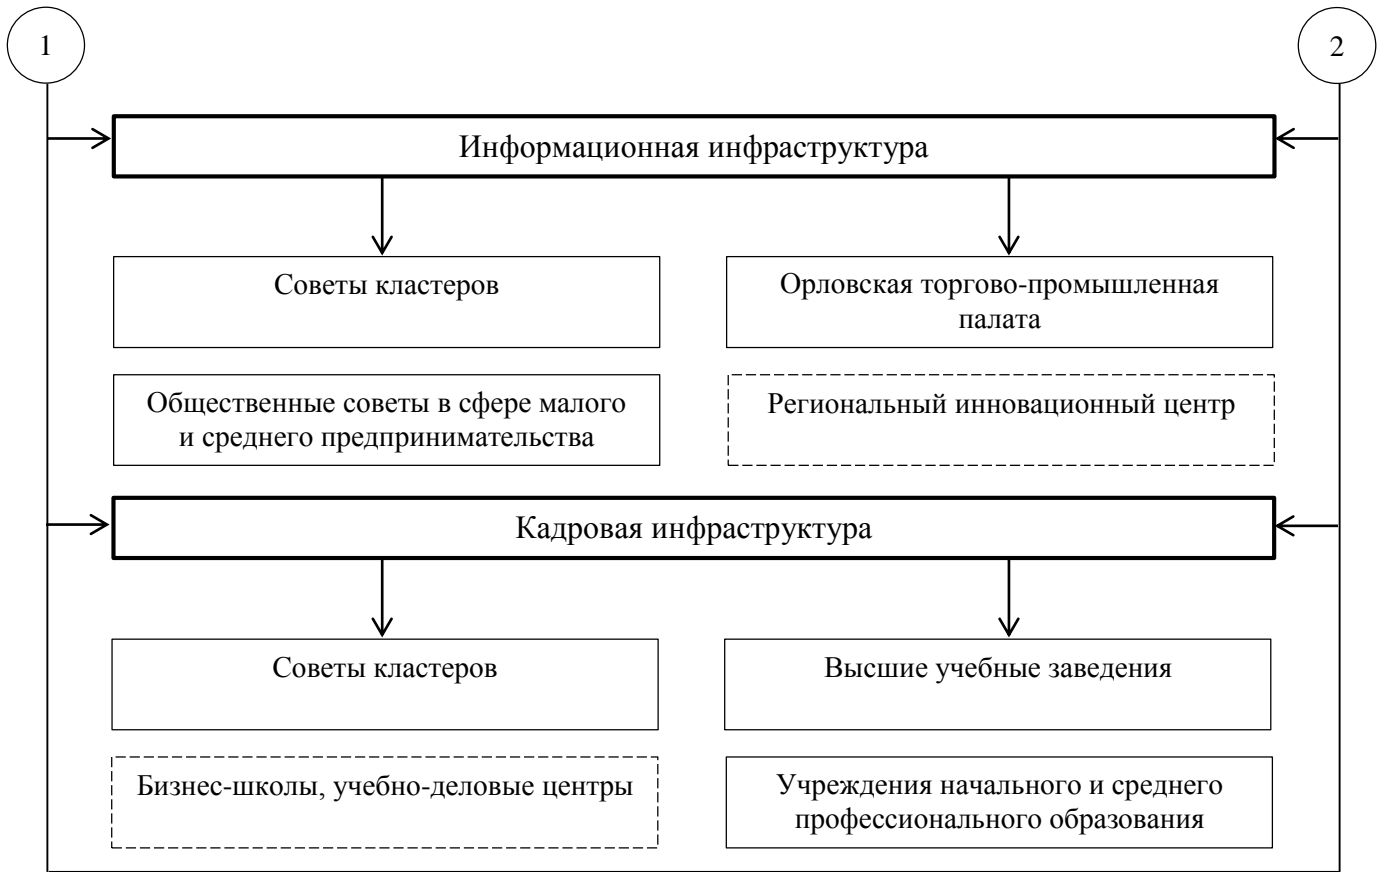 1
2
Информационная инфраструктура
Советы кластеров
Орловская торгово-промышленная
палата
Общественные советы в сфере малого
и среднего предпринимательства
Региональный инновационный центр
Кадровая инфраструктура
Советы кластеров
Высшие учебные заведения
Бизнес-школы, учебно-деловые центры
Учреждения начального и среднего
профессионального образования